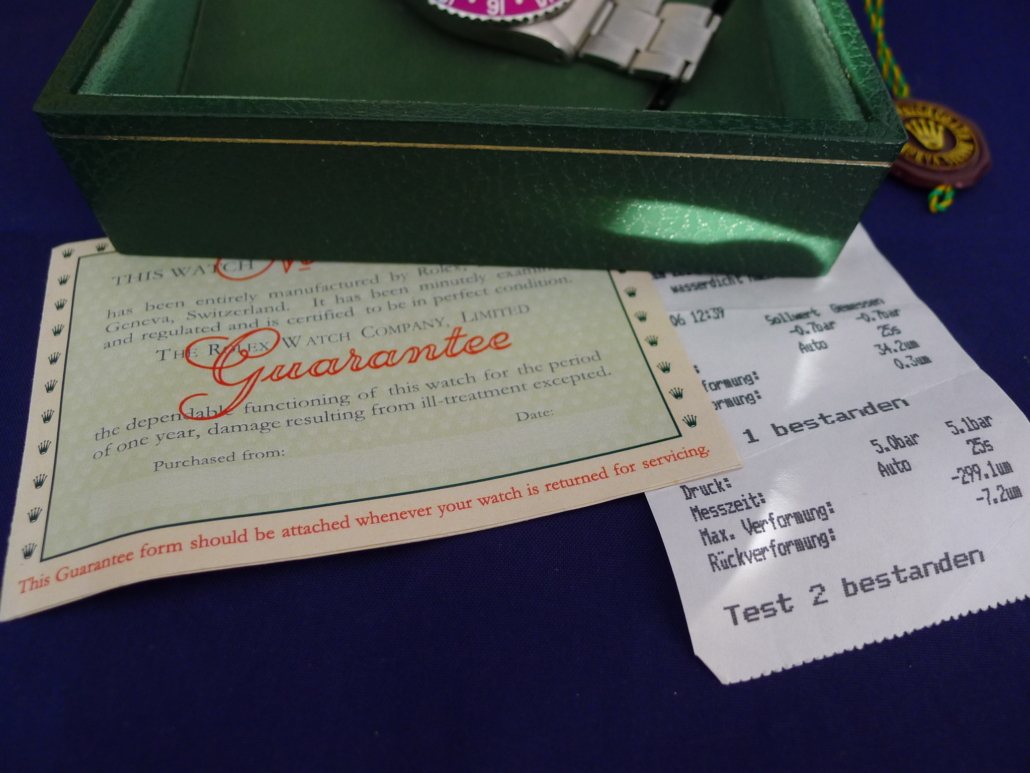 THIS WATCH No
has been entirely manufactured by Rolex,
Geneva, Switzerland. It has been minutely
and regulated and is certified to be in perfect condition.
THE ROLEX WATCH COMPANY, LIMITED
Guarantee
the dependable functioning of this watch for the period
of one year, damage resulting from ill-treatment excepted.
Purchased from: Date:
This Guarantee form should be attached whenever your watch is returned for servicing.
wasserdicht
06 12:39
Sollwert Gemessen
-0.7bar -0.7bar
Auto 25s
34.2um
formung: 0.3um
ormung:
1 bestanden
Druck: 5.0bar 5.1bar
Messzeit: Auto 25s
Max. Verformung: -299.1um
Rückverformung: -7.2um
Test 2 bestanden